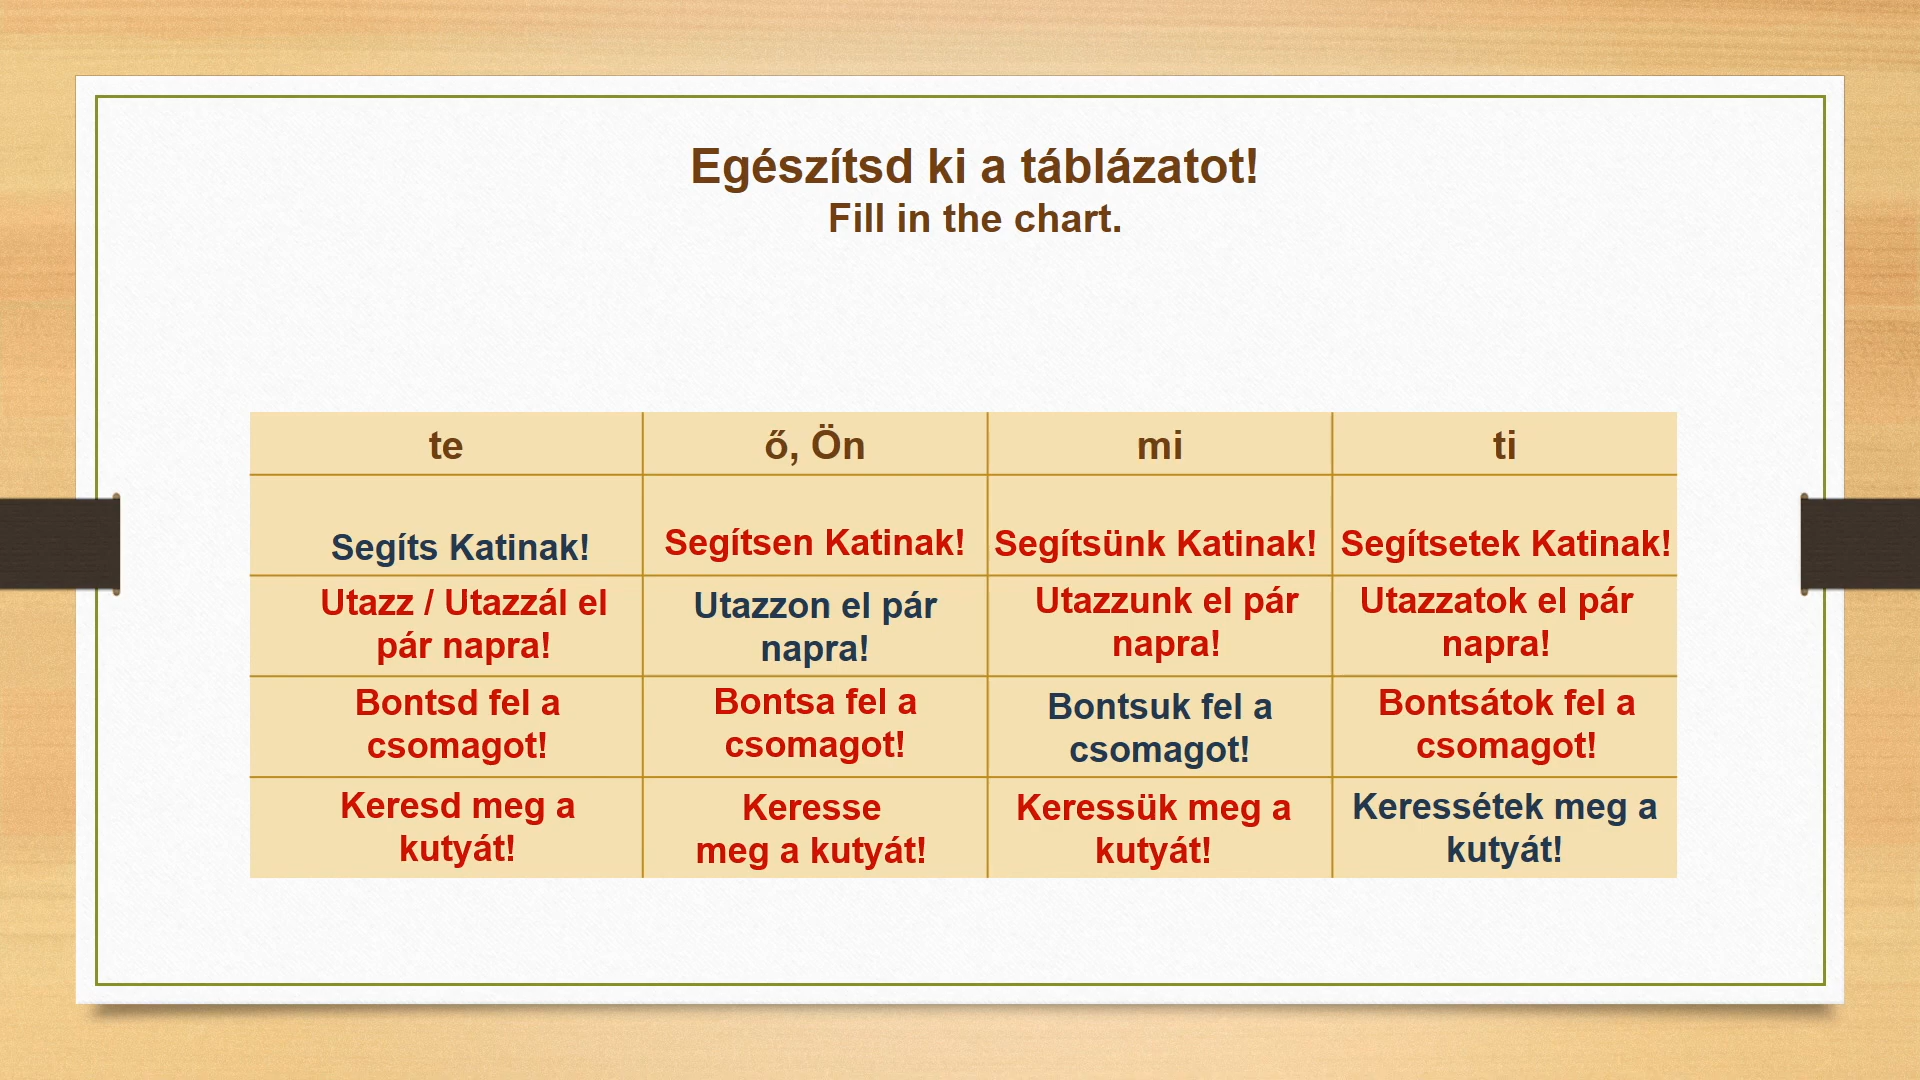 Egészítsd ki a táblázatot!
Fill in the chart.
te
ő, Ön
mi
ti
Segíts Katinak!
Segítsen Katinak!
Segítsünk Katinak!
Segítsetek Katinak!
Utazz / Utazzál el
pár napra!
Utazzon el pár
napra!
Utazzunk el pár
napra!
Utazzatok el pár
napra!
Bontsd fel a
csomagot!
Bontsa fel a
csomagot!
Bontsuk fel a
csomagot!
Bontsátok fel a
csomagot!
Keresd meg a
kutyát!
Keresse
meg a kutyát!
Keressük meg a
kutyát!
Keressétek meg a
kutyát!